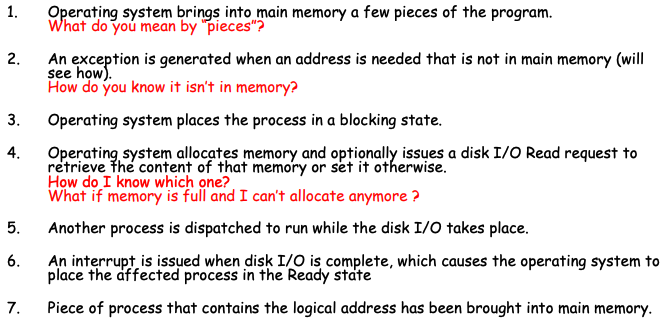 1. Operating system brings into main memory a few pieces of the program.
What do you mean by "pieces"?
2. An exception is generated when an address is needed that is not in main memory (will
see how).
How do you know it isn't in memory?
3. Operating system places the process in a blocking state.
4. Operating system allocates memory and optionally issues a disk I/O Read request to
retrieve the content of that memory or set it otherwise.
How do I know which one?
What if memory is full and I can't allocate anymore ?
5. Another process is dispatched to run while the disk I/O takes place.
6. An interrupt is issued when disk I/O is complete, which causes the operating system to
place the affected process in the Ready state
7. Piece of process that contains the logical address has been brought into main memory.